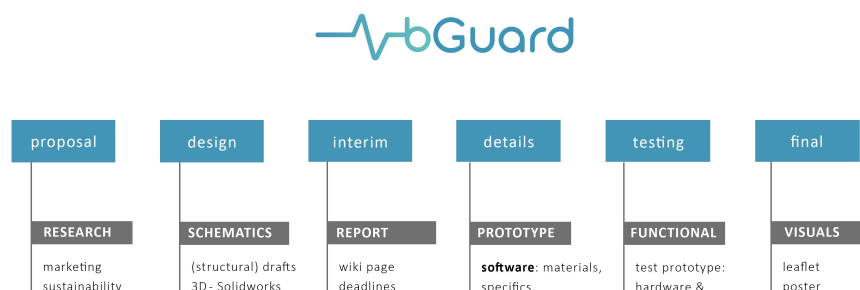 bGuard
proposal
design
interim
details
testing
final
RESEARCH
SCHEMATICS
REPORT
PROTOTYPE
FUNCTIONAL
VISUALS
marketing
sustainability
(structural) drafts
3D - Solidworks
wiki page
deadlines
software: materials,
specifics
test prototype:
hardware &
leaflet
poster